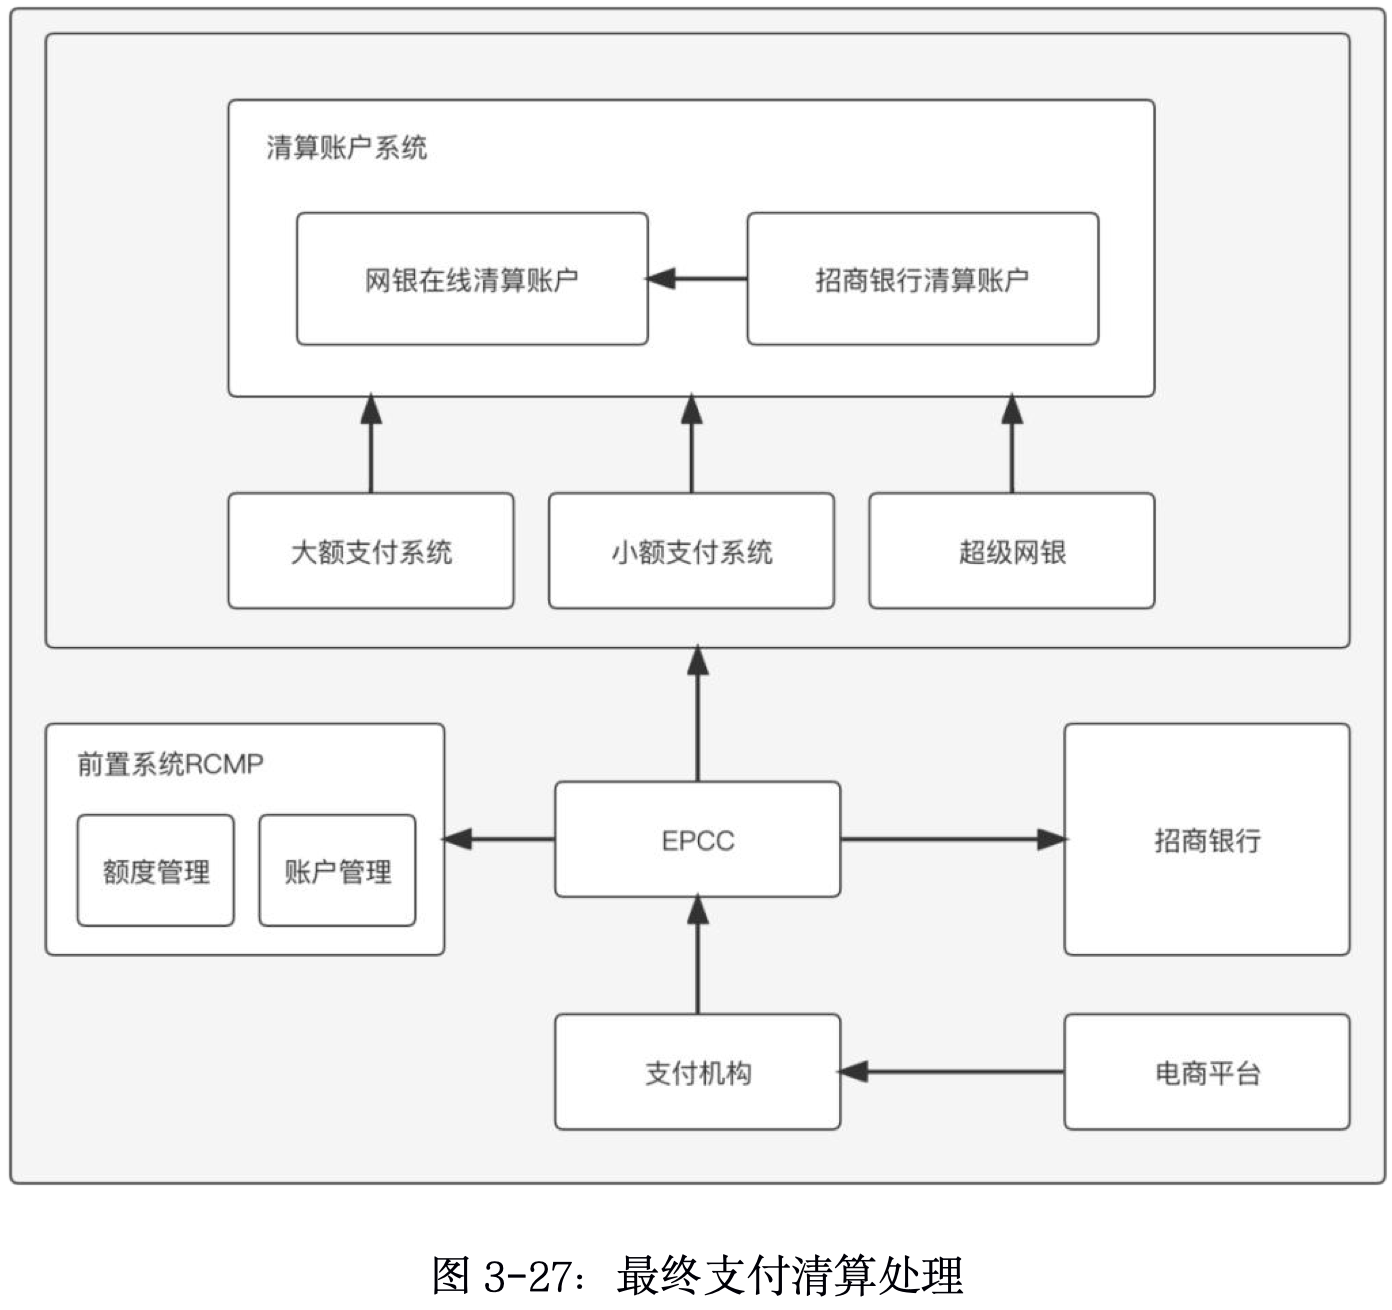 清算账户系统
网银在线清算账户
招商银行清算账户
大额支付系统
小额支付系统
超级网银
前置系统RCMP
额度管理
账户管理
EPCC
招商银行
支付机构
电商平台
图 3-27：最终支付清算处理